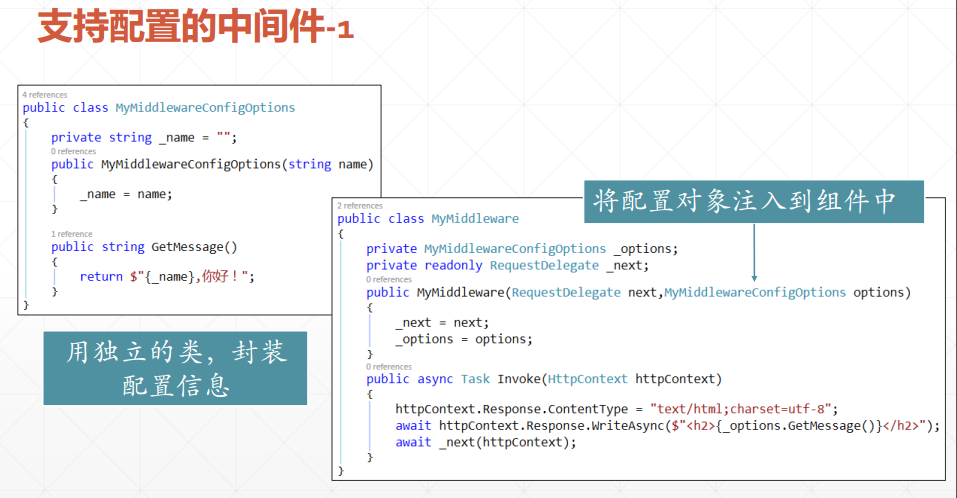 支持配置的中间件-1
4 references
public class MyMiddlewareConfigOptions
{
private string _name = "";
0 references
public MyMiddlewareConfigOptions(string name)
{
_name = name;
}
1 reference
public string GetMessage()
{
return $"{_name},你好！";
}
}
用独立的类，封装
配置信息
将配置对象注入到组件中
2 references
public class MyMiddleware
{
private MyMiddlewareConfigOptions _options;
private readonly RequestDelegate _next;
0 references
public MyMiddleware(RequestDelegate next,MyMiddlewareConfigOptions options)
{
_next = next;
_options = options;
}
0 references
public async Task Invoke(HttpContext httpContext)
{
httpContext.Response.ContentType = "text/html;charset=utf-8";
await httpContext.Response.WriteAsync($"<h2>{_options.GetMessage()}</h2>");
await _next(httpContext);
}
}